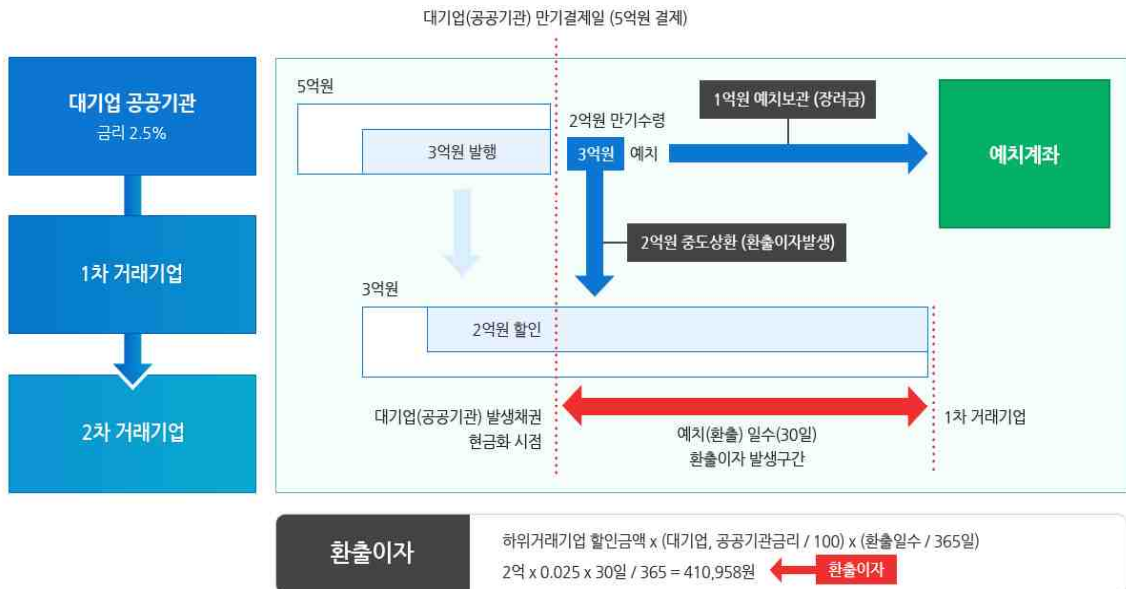 대기업(공공기관) 만기결제일 (5억원 결제)
대기업 공공기관
금리 2.5%
1차 거래기업
2차 거래기업
5억원
3억원 발행
2억원 만기수령
3억원 예치
1억원 예치보관 (장려금)
예치계좌
2억원 중도상환 (환출이자발생)
3억원
2억원 할인
대기업(공공기관) 발생채권
현금화 시점
예치(환출) 일수(30일)
환출이자 발생구간
1차 거래기업
환출이자
하위거래기업 할인금액 x (대기업, 공공기관금리 / 100) x (환출일수 / 365일)
2억 x 0.025 x 30일 / 365 = 410,958원 환출이자